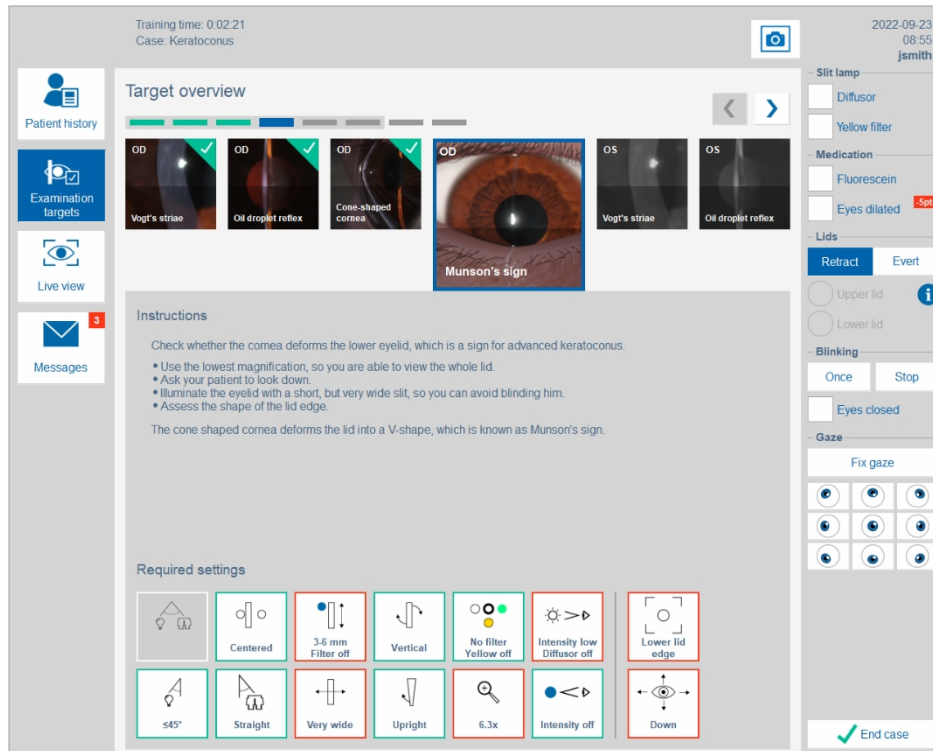 Training time: 0:02:21
Case: Keratoconus
2022-09-23
08:55
jsmith
Patient history
Examination
targets
Live view
3
Messages
Target overview
OD
Vogt's striae
OD
Oil droplet reflex
OD
Cone-shaped
cornea
OD
Munson's sign
OS
Vogt's striae
OS
Oil droplet reflex
Instructions
Check whether the cornea deforms the lower eyelid, which is a sign for advanced keratoconus.
• Use the lowest magnification, so you are able to view the whole lid.
• Ask your patient to look down.
• Illuminate the eyelid with a short, but very wide slit, so you can avoid blinding him.
• Assess the shape of the lid edge.
The cone shaped cornea deforms the lid into a V-shape, which is known as Munson's sign.
Required settings
Centered
3-6 mm
Filter off
Vertical
No filter
Yellow off
Intensity low
Diffusor off
Lower lid
edge
≤45°
Straight
Very wide
Upright
6.3x
Intensity off
Down
Slit lamp
Diffusor
Yellow filter
Medication
Fluorescein
Eyes dilated
-5pt
Lids
Retract
Evert
Upper lid
i
Lower lid
Blinking
Once
Stop
Eyes closed
Gaze
Fix gaze
End case